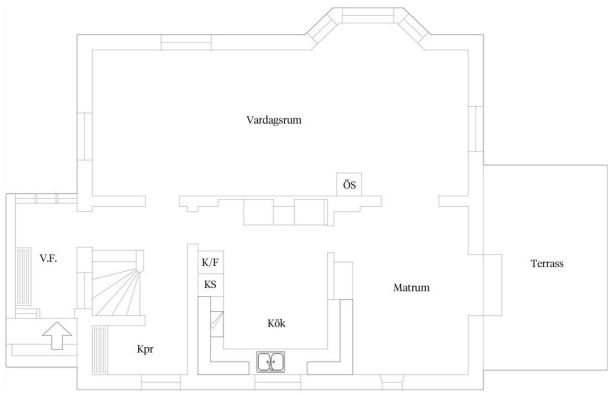 Vardagsrum
ÖS
V.F.
K/F
KS
Terrass
Matrum
Kök
Kpr